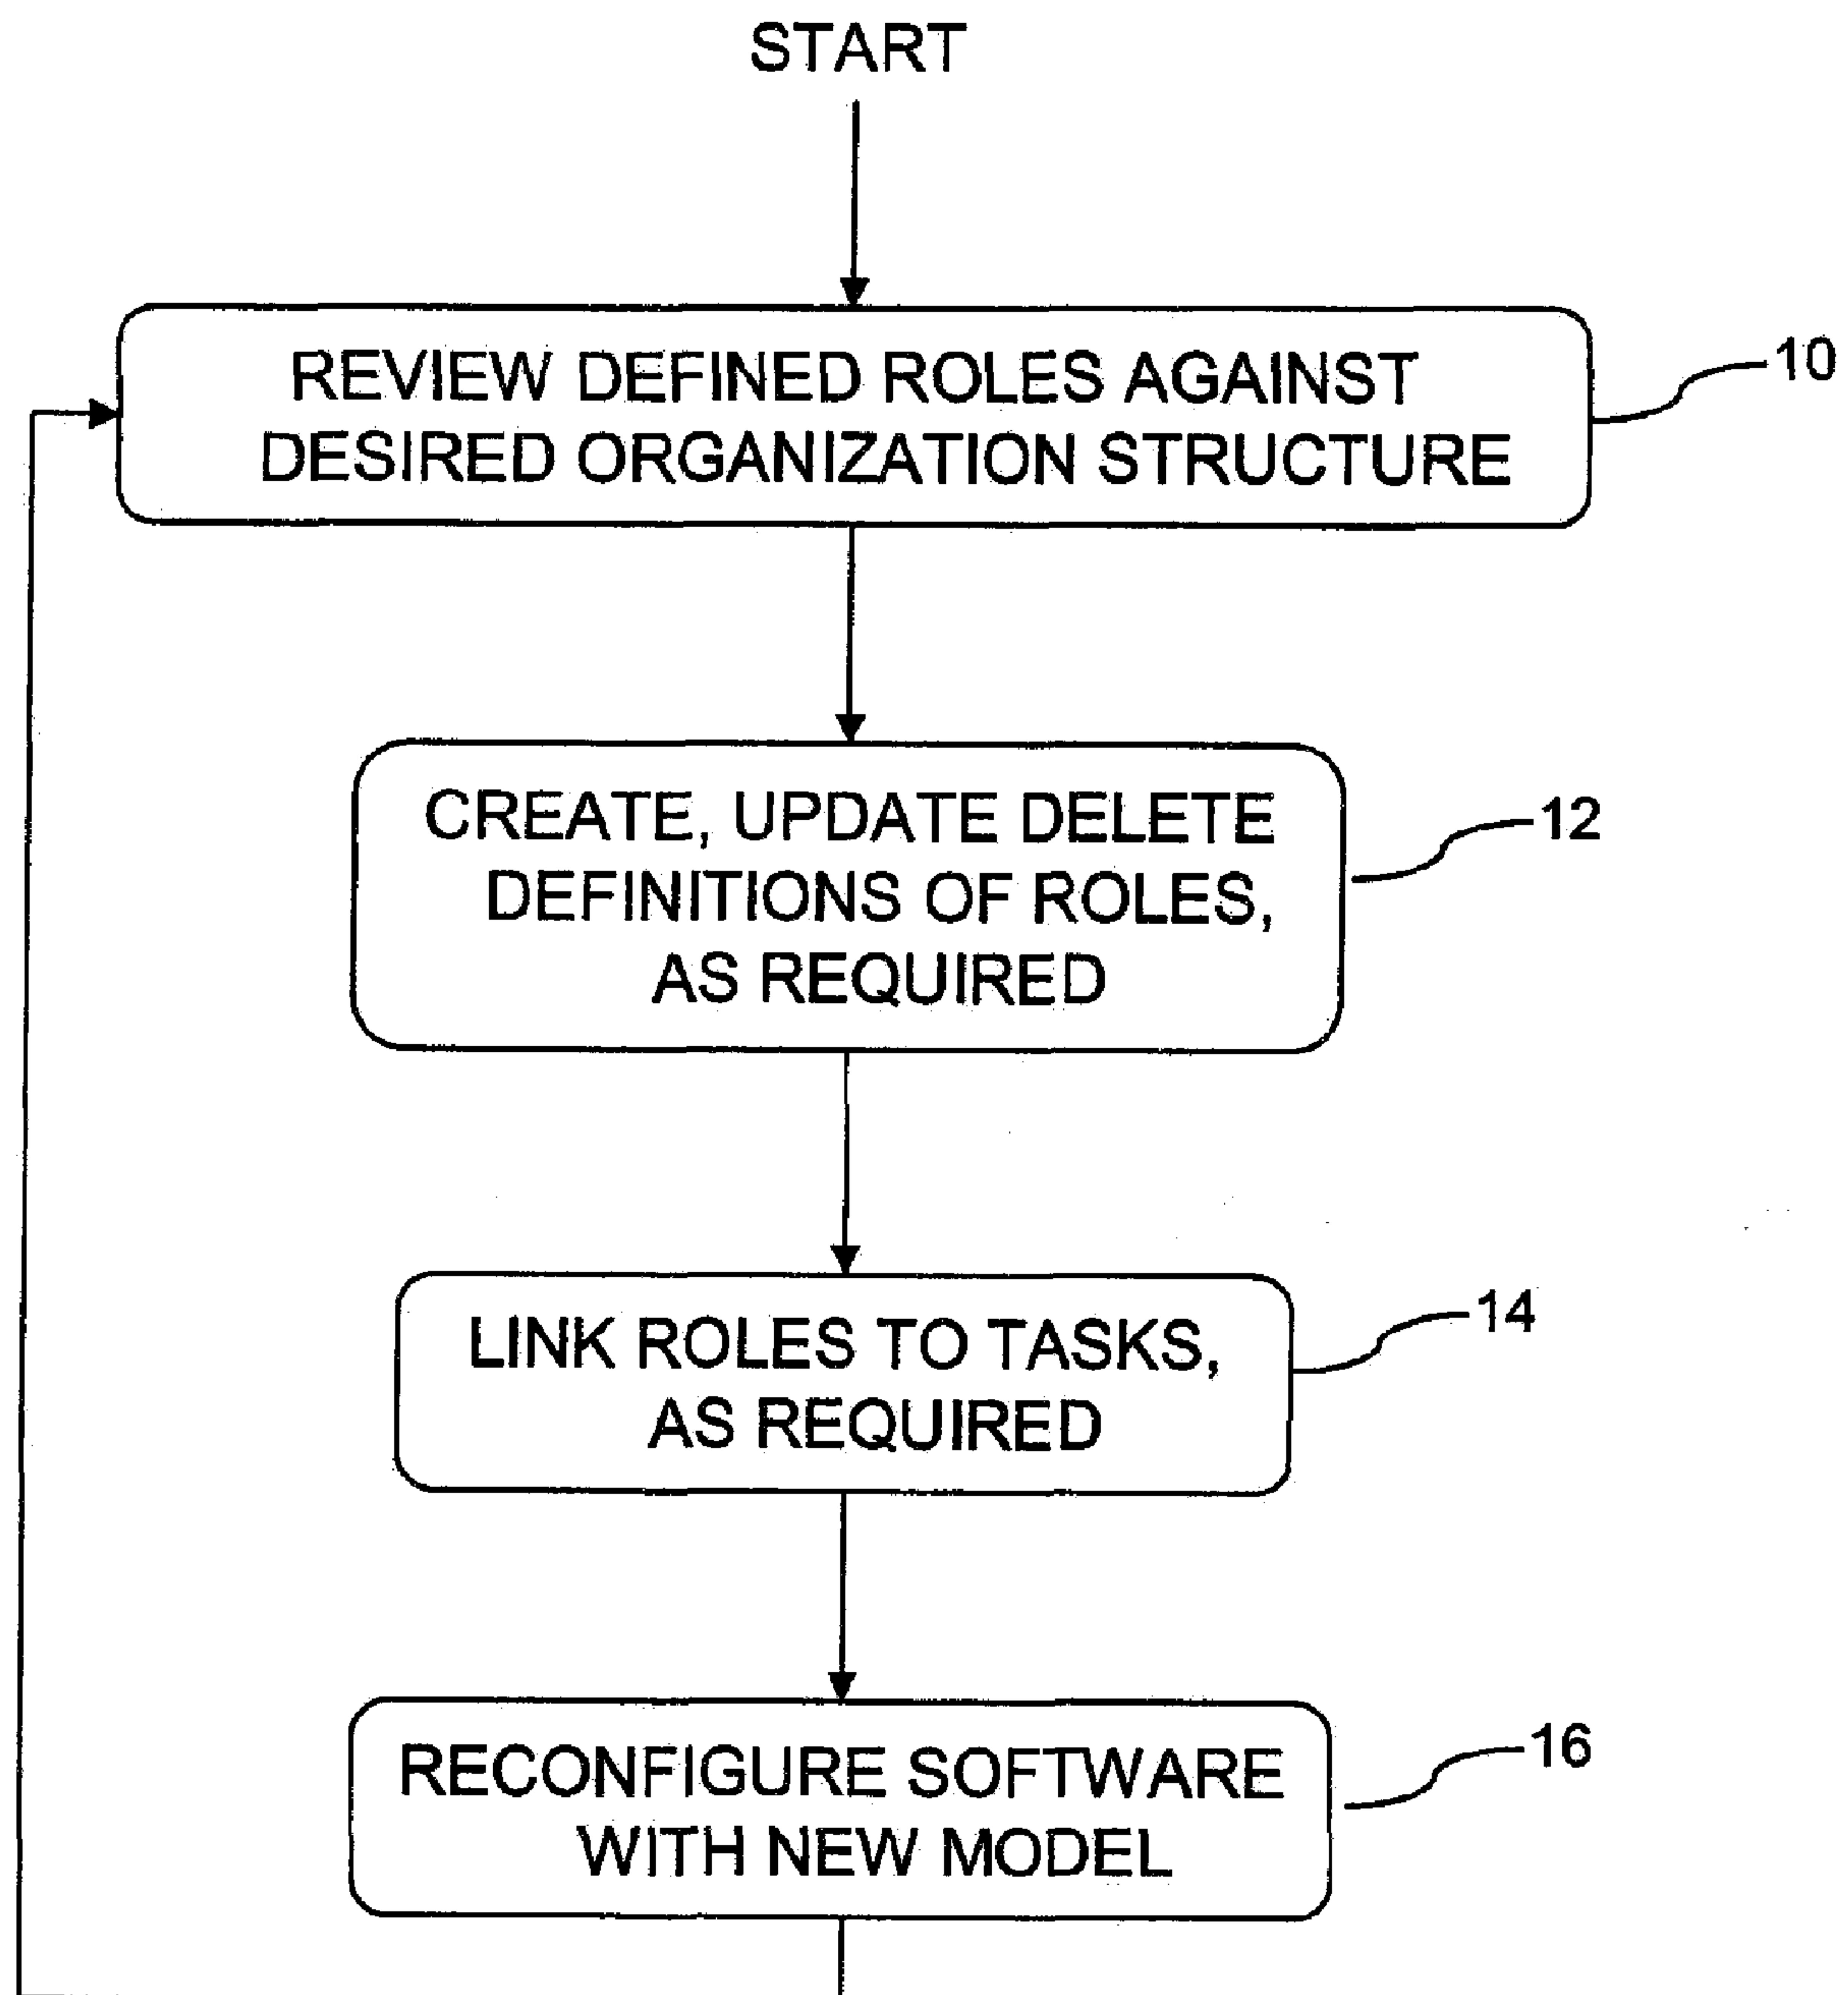 START
REVIEW DEFINED ROLES AGAINST
DESIRED ORGANIZATION STRUCTURE
10
CREATE, UPDATE DELETE
DEFINITIONS OF ROLES,
AS REQUIRED
12
LINK ROLES TO TASKS,
AS REQUIRED
14
RECONFIGURE SOFTWARE
WITH NEW MODEL
16